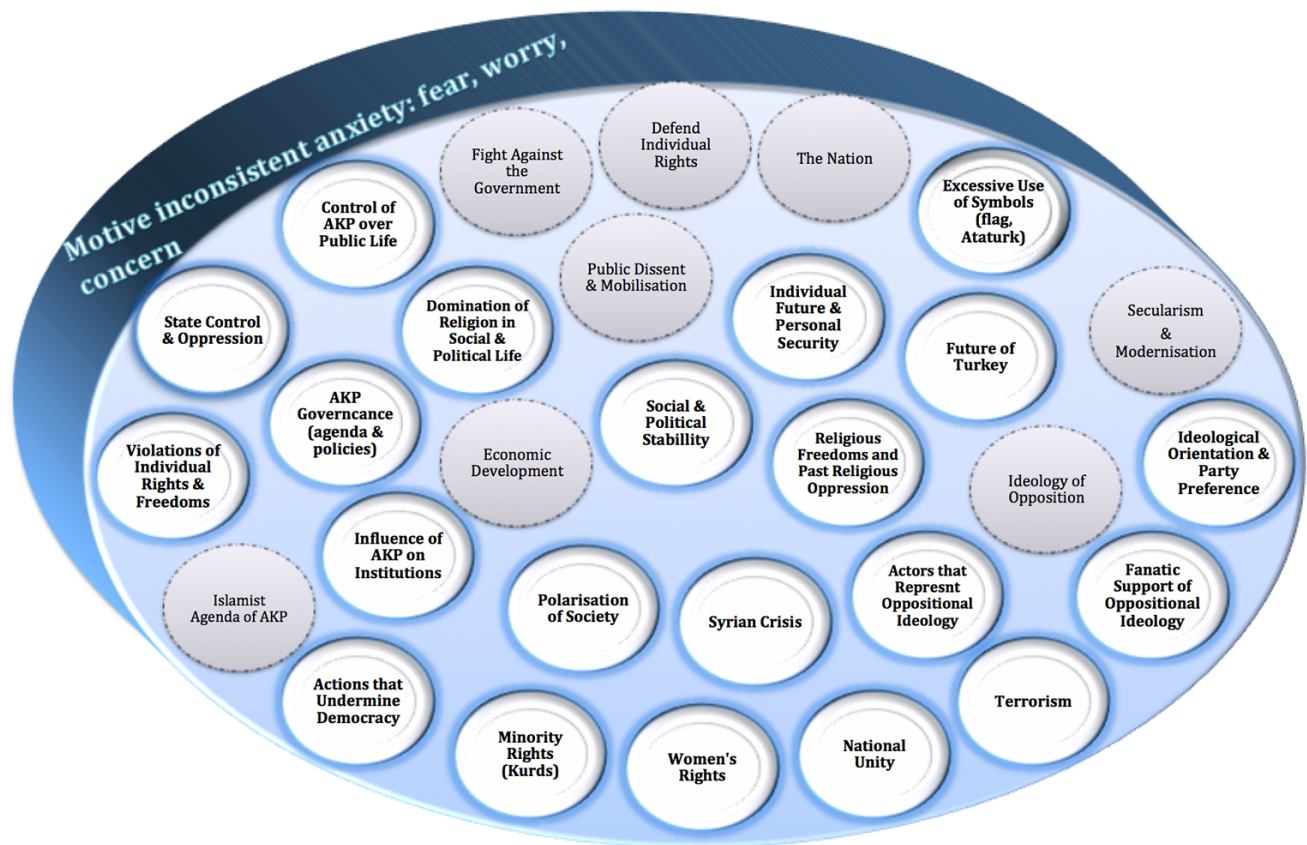 Motive inconsistent anxiety: fear, worry,
concern
Fight Against
the
Government
Defend
Individual
Rights
The Nation
Excessive Use
of Symbols
(flag,
Ataturk)
Control of
AKP over
Public Life
Public Dissent
& Mobilisation
State Control
& Oppression
Domination of
Religion in
Social &
Political Life
Individual
Future &
Personal
Security
Future of
Turkey
Secularism
&
Modernisation
AKP
Governcance
(agenda &
policies)
Social &
Political
Stabillity
Violations of
Individual
Rights &
Freedoms
Economic
Development
Religious
Freedoms and
Past Religious
Oppression
Ideology of
Opposition
Ideological
Orientation &
Party
Preference
Influence of
AKP on
Institutions
Islamist
Agenda of AKP
Polarisation
of Society
Syrian Crisis
Actors that
Represnt
Oppositional
Ideology
Fanatic
Support of
Oppositional
Ideology
Actions that
Undermine
Democracy
Minority
Rights
(Kurds)
Women's
Rights
National
Unity
Terrorism